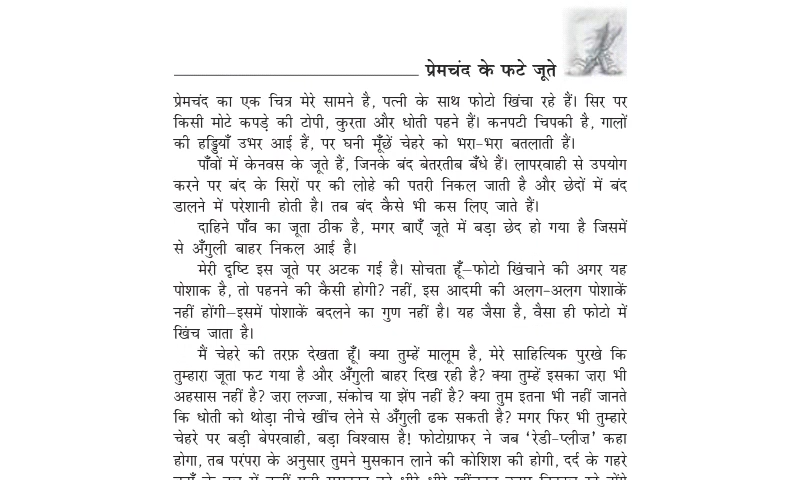 प्रेमचंद के फटे जूते
प्रेमचंद का एक चित्र मेरे सामने है, पत्नी के साथ फोटो खिंचा रहे हैं। सिर पर
किसी मोटे कपड़े की टोपी, कुरता और धोती पहने हैं। कनपटी चिपकी है, गालों
की हड्डियाँ उभर आई हैं, पर घनी मूँछें चेहरे को भरा-भरा बतलाती हैं।
पाँवों में केनवस के जूते हैं, जिनके बंद बेतरतीब बँधे हैं। लापरवाही से उपयोग
करने पर बंद के सिरों पर की लोहे की पतरी निकल जाती है और छेदों में बंद
डालने में परेशानी होती है। तब बंद कैसे भी कस लिए जाते हैं।
दाहिने पाँव का जूता ठीक है, मगर बाएँ जूते में बड़ा छेद हो गया है जिसमें
से अँगुली बाहर निकल आई है।
मेरी दृष्टि इस जूते पर अटक गई है। सोचता हूँ—फोटो खिंचाने की अगर यह
पोशाक है, तो पहनने की कैसी होगी? नहीं, इस आदमी की अलग-अलग पोशाकें
नहीं होंगी—इसमें पोशाकें बदलने का गुण नहीं है। यह जैसा है, वैसा ही फोटो में
खिंच जाता है।
मैं चेहरे की तरफ़ देखता हूँ। क्या तुम्हें मालूम है, मेरे साहित्यिक पुरखे कि
तुम्हारा जूता फट गया है और अँगुली बाहर दिख रही है? क्या तुम्हें इसका ज़रा भी
अहसास नहीं है? ज़रा लज्जा, संकोच या झेंप नहीं है? क्या तुम इतना भी नहीं जानते
कि धोती को थोड़ा नीचे खींच लेने से अँगुली ढक सकती है? मगर फिर भी तुम्हारे
चेहरे पर बड़ी बेपरवाही, बड़ा विश्वास है! फोटोग्राफर ने जब ‘रेडी-प्लीज़’ कहा
होगा, तब परंपरा के अनुसार तुमने मुसकान लाने की कोशिश की होगी, दर्द के गहरे